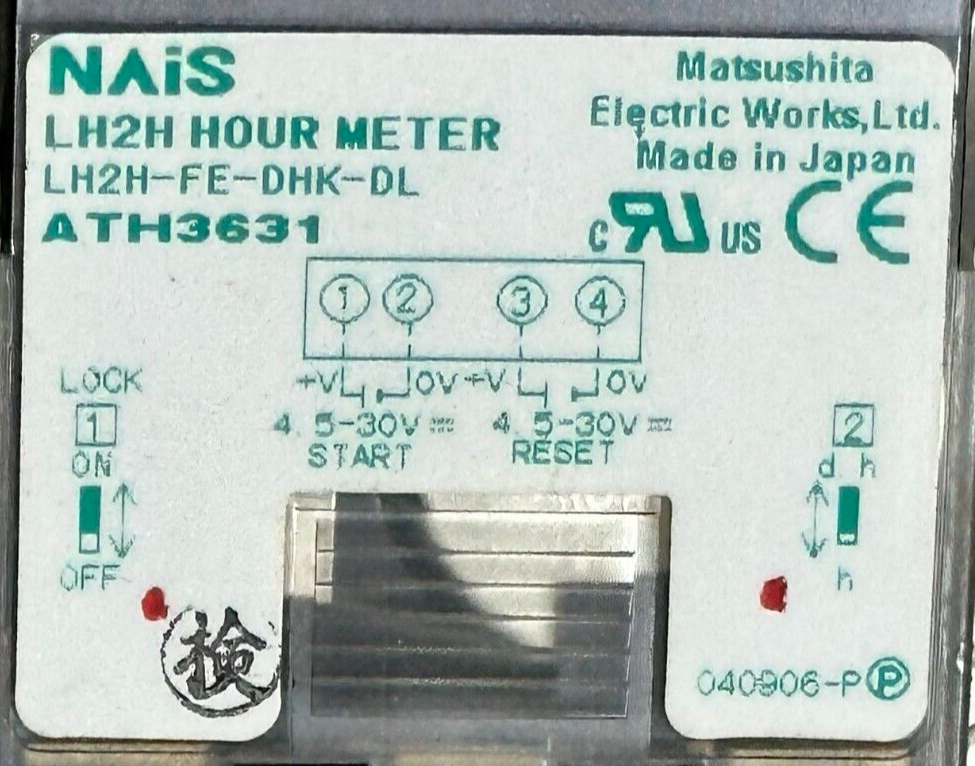 NAiS
LH2H HOUR METER
LH2H-FE-DHK-DL
ATH3631
Matsushita
Electric Works,Ltd.
Made in Japan
c RU US CE
1 2 3 4
+V 0V +V 0V
4.5-30V 4.5-30V
START RESET
LOCK
1
ON
OFF
2
d h
h
検
040906-P P